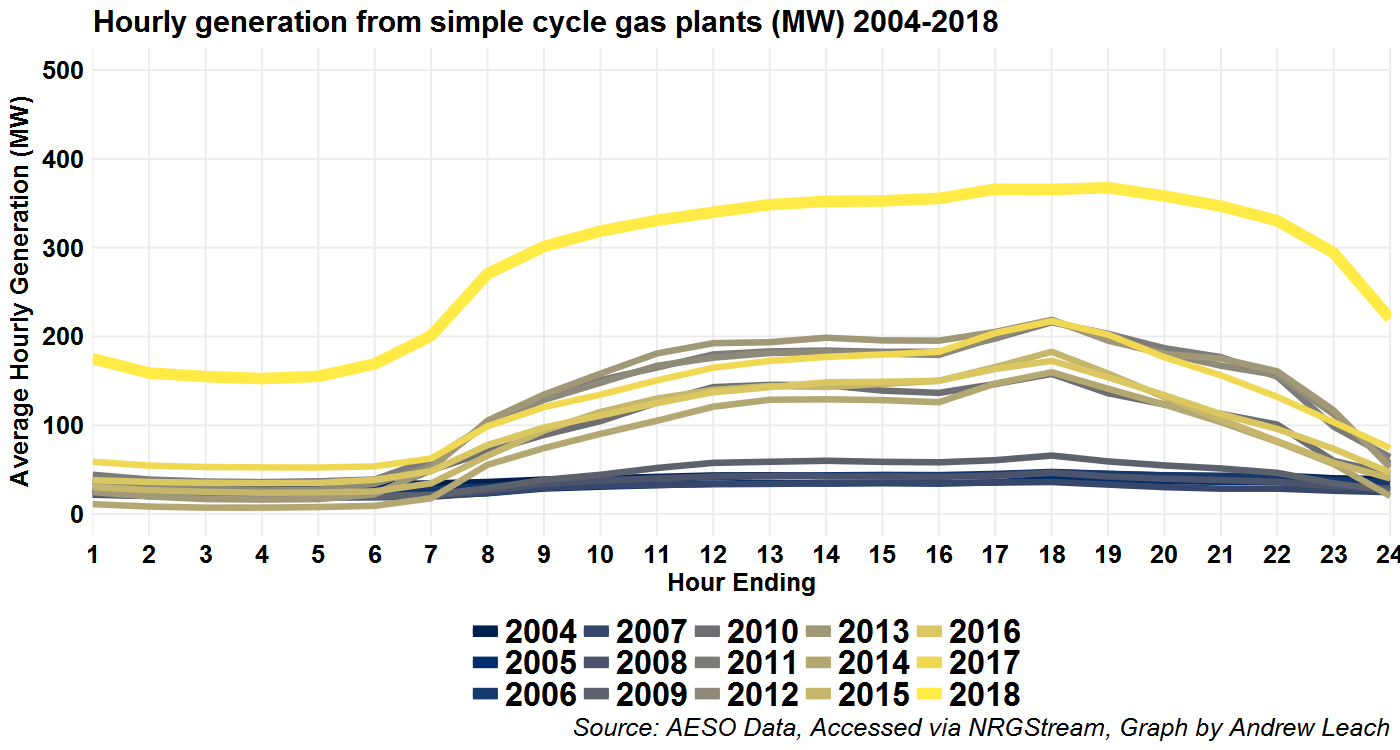 Hourly generation from simple cycle gas plants (MW) 2004-2018
Average Hourly Generation (MW)
500
400
300
200
100
0
1 2 3 4 5 6 7 8 9 10 11 12 13 14 15 16 17 18 19 20 21 22 23 24
Hour Ending
2004 2007 2010 2013 2016
2005 2008 2011 2014 2017
2006 2009 2012 2015 2018
Source: AESO Data, Accessed via NRGStream, Graph by Andrew Leach